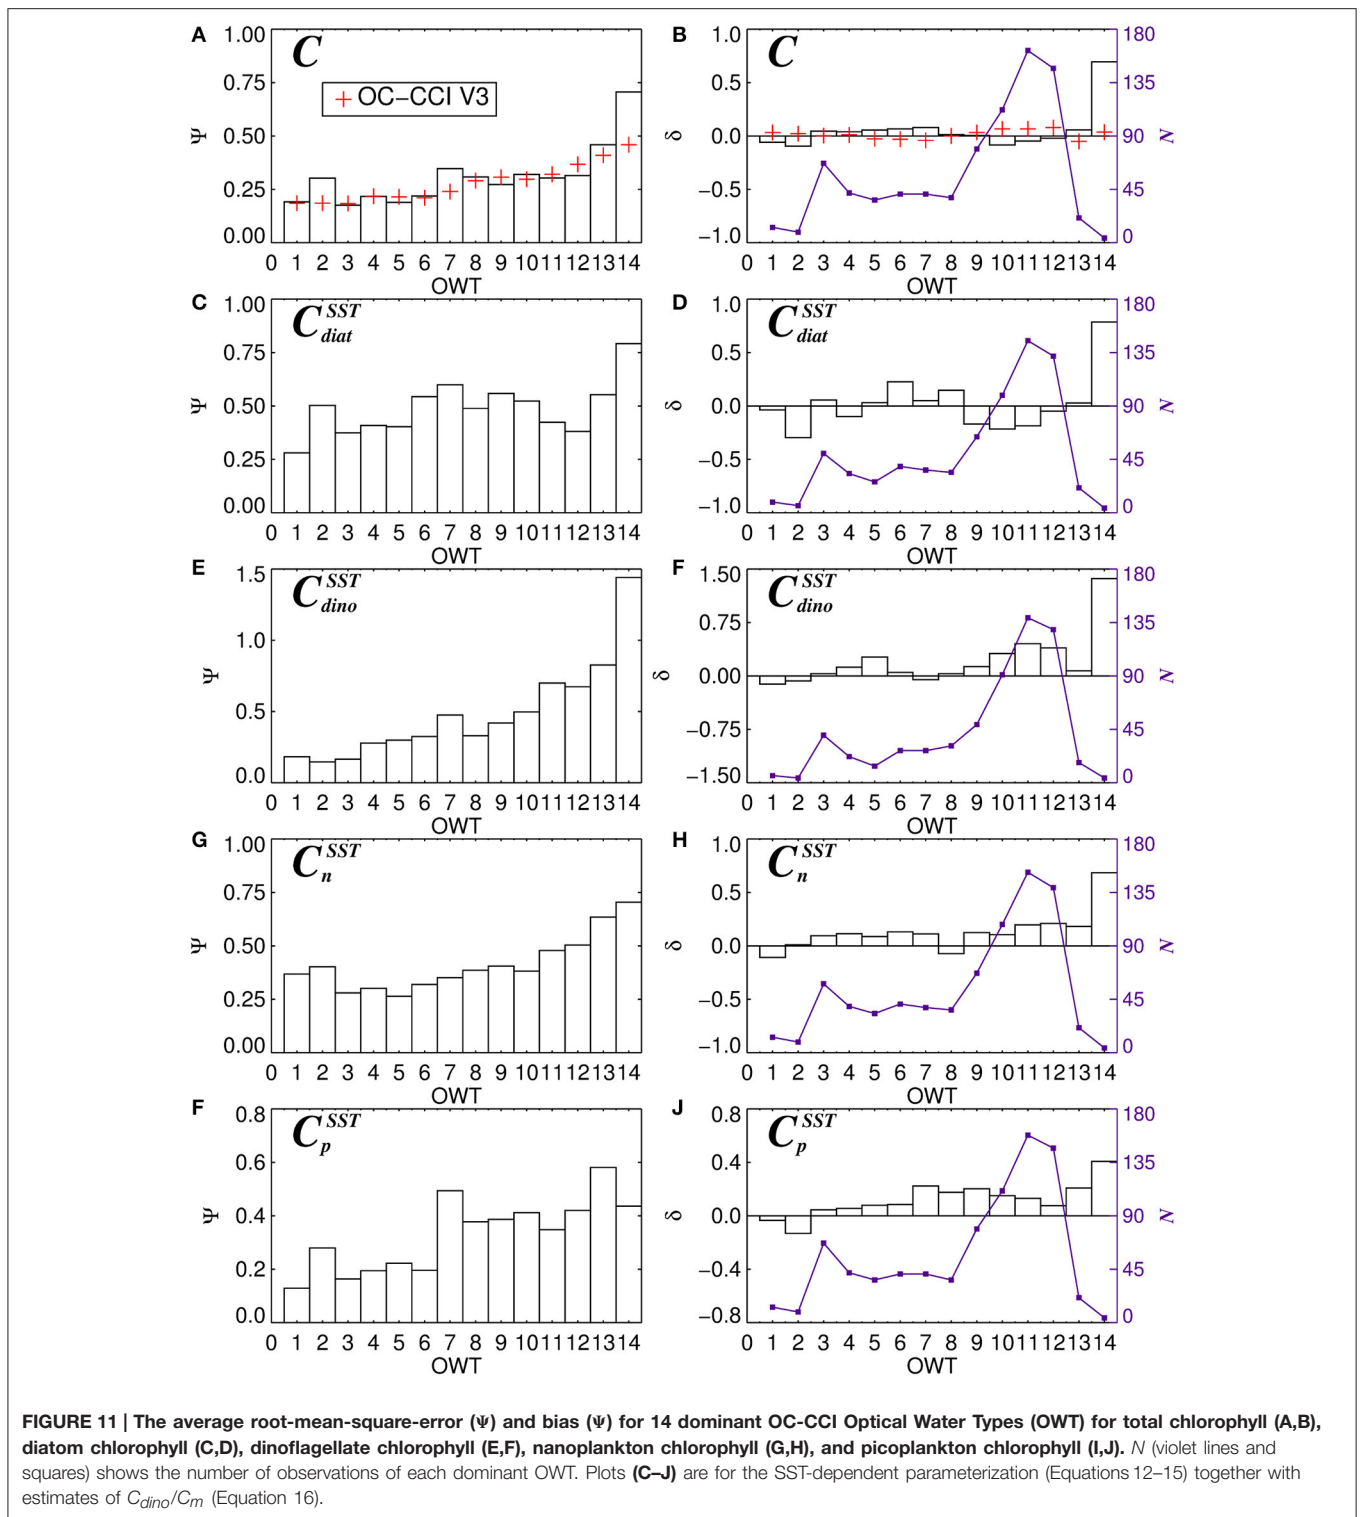 A
1.00
0.75
0.50
0.25
0.00
Ψ
C
OC−CCI V3
0 1 2 3 4 5 6 7 8 9 10 11 12 13 14
OWT
B
1.0
0.5
0.0
−0.5
−1.0
δ
C
180
135
90
45
0
N
0 1 2 3 4 5 6 7 8 9 10 11 12 13 14
OWT
C
1.00
0.75
0.50
0.25
0.00
Ψ
C SST diat
0 1 2 3 4 5 6 7 8 9 10 11 12 13 14
OWT
D
1.0
0.5
0.0
−0.5
−1.0
δ
C SST diat
180
135
90
45
0
N
0 1 2 3 4 5 6 7 8 9 10 11 12 13 14
OWT
E
1.5
1.0
0.5
0.0
Ψ
C SST dino
0 1 2 3 4 5 6 7 8 9 10 11 12 13 14
OWT
F
1.50
0.75
0.00
−0.75
−1.50
δ
C SST dino
180
135
90
45
0
N
0 1 2 3 4 5 6 7 8 9 10 11 12 13 14
OWT
G
1.00
0.75
0.50
0.25
0.00
Ψ
C SST n
0 1 2 3 4 5 6 7 8 9 10 11 12 13 14
OWT
H
1.0
0.5
0.0
−0.5
−1.0
δ
C SST n
180
135
90
45
0
N
0 1 2 3 4 5 6 7 8 9 10 11 12 13 14
OWT
F
0.8
0.6
0.4
0.2
0.0
Ψ
C SST p
0 1 2 3 4 5 6 7 8 9 10 11 12 13 14
OWT
J
0.8
0.4
0.0
−0.4
−0.8
δ
C SST p
180
135
90
45
0
N
0 1 2 3 4 5 6 7 8 9 10 11 12 13 14
OWT
FIGURE 11 | The average root-mean-square-error (Ψ) and bias (Ψ) for 14 dominant OC-CCI Optical Water Types (OWT) for total chlorophyll (A,B),
diatom chlorophyll (C,D), dinoflagellate chlorophyll (E,F), nanoplankton chlorophyll (G,H), and picoplankton chlorophyll (I,J). N (violet lines and
squares) shows the number of observations of each dominant OWT. Plots (C–J) are for the SST-dependent parameterization (Equations 12–15) together with
estimates of Cdino/Cm (Equation 16).